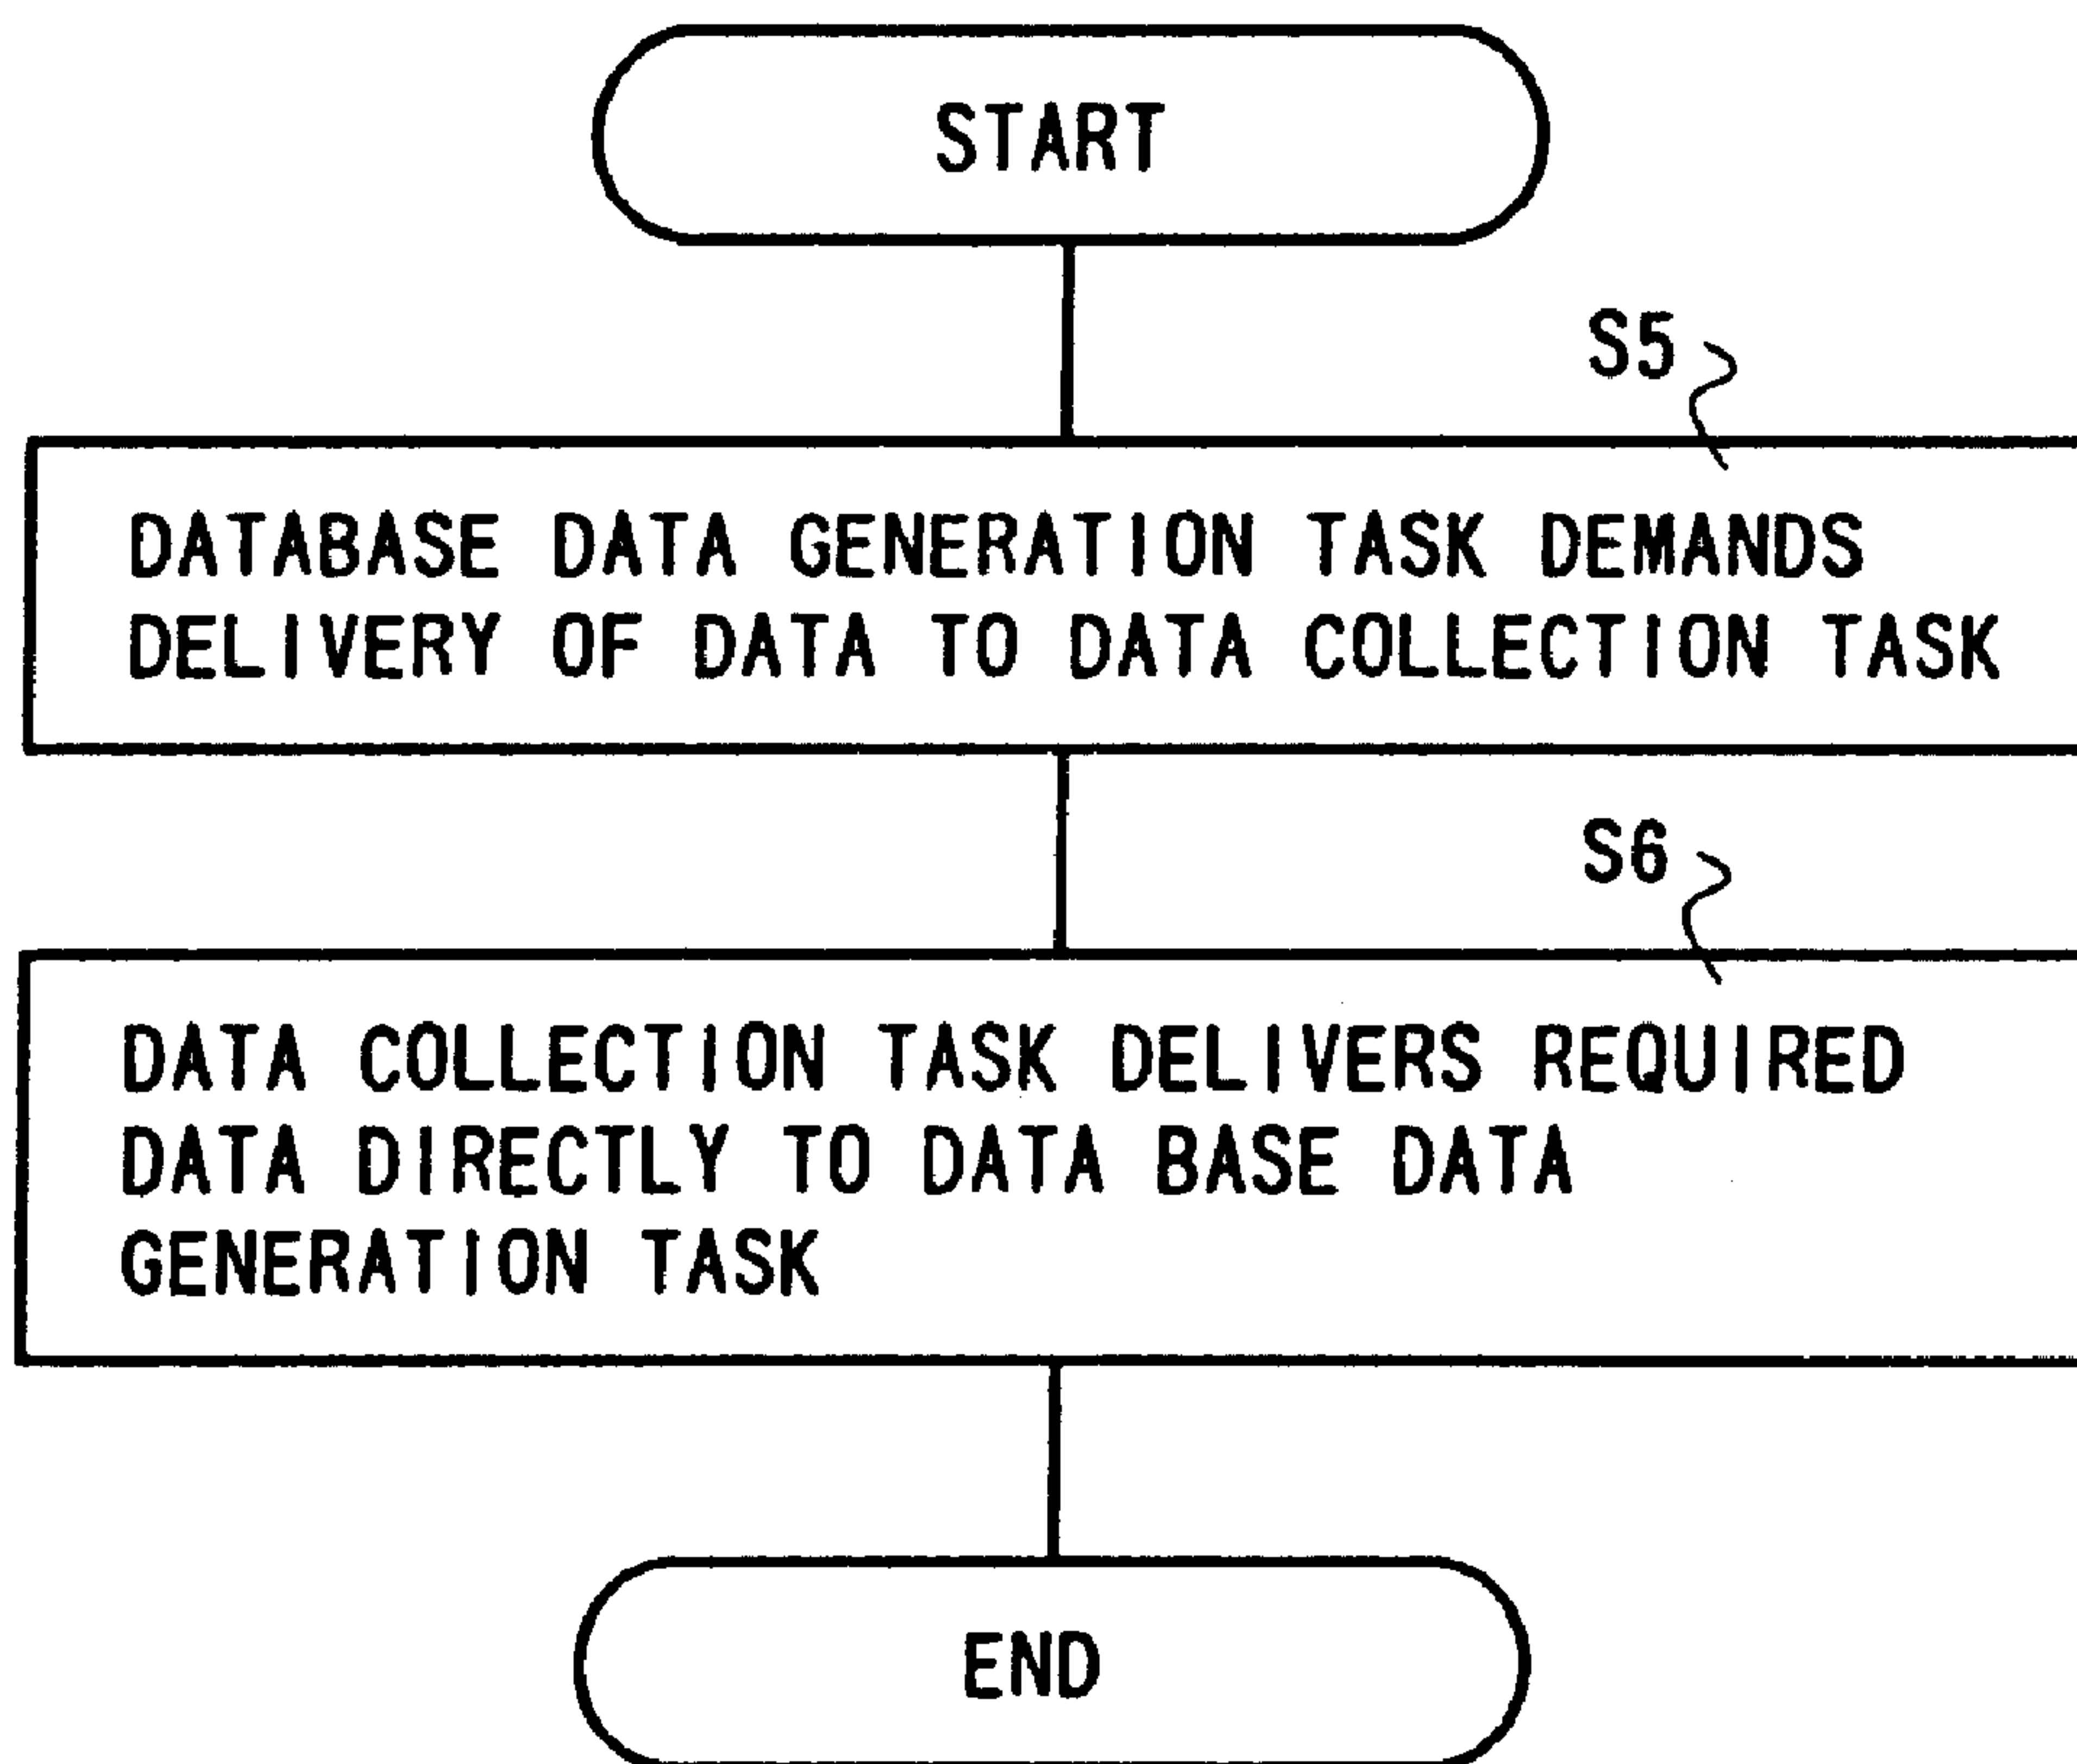 START
S5
DATABASE DATA GENERATION TASK DEMANDS
DELIVERY OF DATA TO DATA COLLECTION TASK
S6
DATA COLLECTION TASK DELIVERS REQUIRED
DATA DIRECTLY TO DATA BASE DATA
GENERATION TASK
END